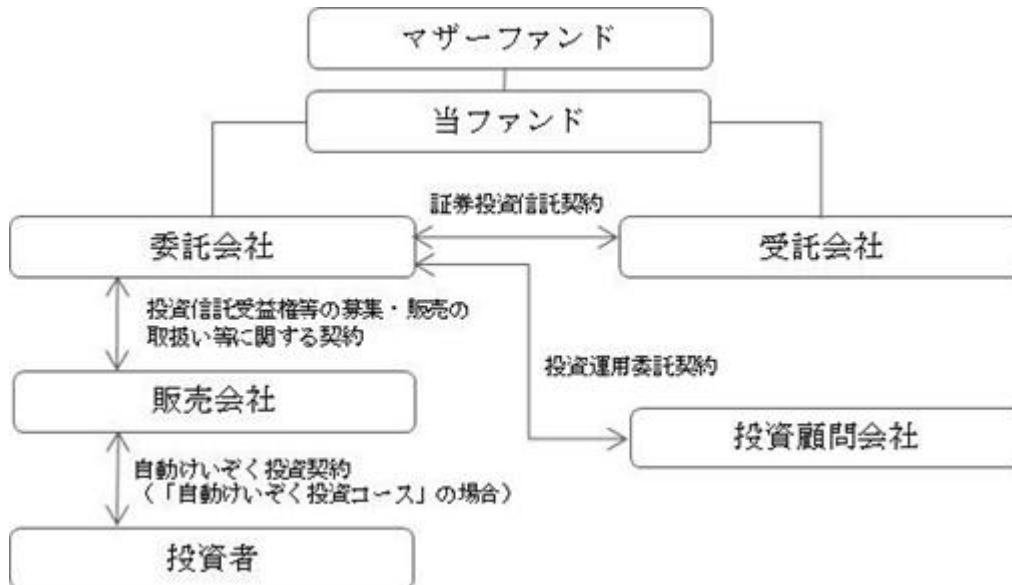 マザーファンド
当ファンド
証券投資信託契約
委託会社
受託会社
投資信託受益権等の募集・販売の
取扱い等に関する契約
投資運用委託契約
販売会社
投資顧問会社
自動けいぞく投資契約
(「自動けいぞく投資コース」の場合)
投資者